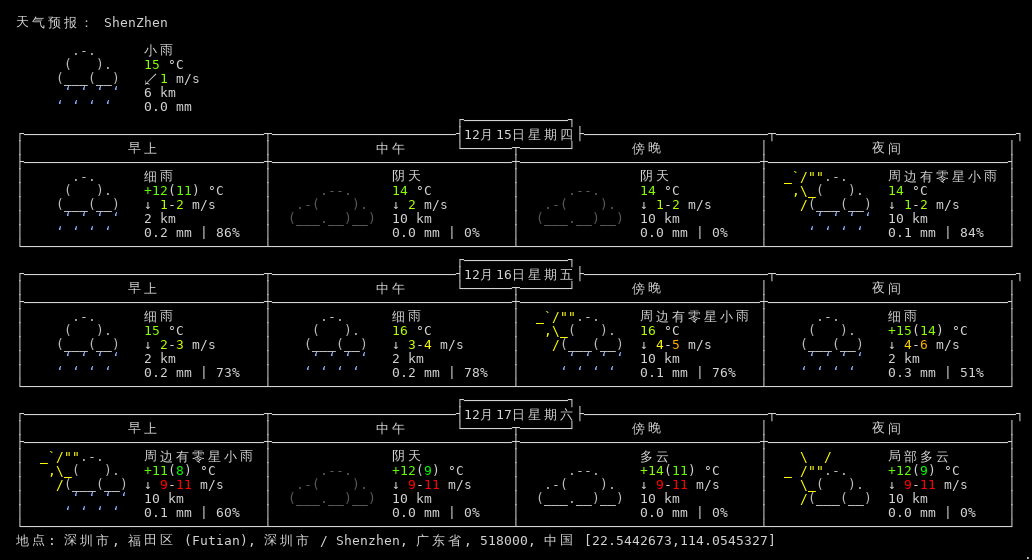 天气预报： ShenZhen
小雨
15 °C
↙ 1 m/s
6 km
0.0 mm
12月15日星期四
早上 中午 傍晚 夜间
细雨 阴天 阴天 周边有零星小雨
+12(11) °C 14 °C 14 °C 14 °C
↓ 1-2 m/s ↓ 2 m/s ↓ 1-2 m/s ↓ 1-2 m/s
2 km 10 km 10 km 10 km
0.2 mm | 86% 0.0 mm | 0% 0.0 mm | 0% 0.1 mm | 84%
12月16日星期五
早上 中午 傍晚 夜间
细雨 细雨 周边有零星小雨 细雨
15 °C 16 °C 16 °C +15(14) °C
↓ 2-3 m/s ↓ 3-4 m/s ↓ 4-5 m/s ↓ 4-6 m/s
2 km 2 km 10 km 2 km
0.2 mm | 73% 0.2 mm | 78% 0.1 mm | 76% 0.3 mm | 51%
12月17日星期六
早上 中午 傍晚 夜间
周边有零星小雨 阴天 多云 局部多云
+11(8) °C +12(9) °C +14(11) °C +12(9) °C
↓ 9-11 m/s ↓ 9-11 m/s ↓ 9-11 m/s ↓ 9-11 m/s
10 km 10 km 10 km 10 km
0.1 mm | 60% 0.0 mm | 0% 0.0 mm | 0% 0.0 mm | 0%
地点: 深圳市, 福田区 (Futian), 深圳市 / Shenzhen, 广东省, 518000, 中国 [22.5442673,114.0545327]